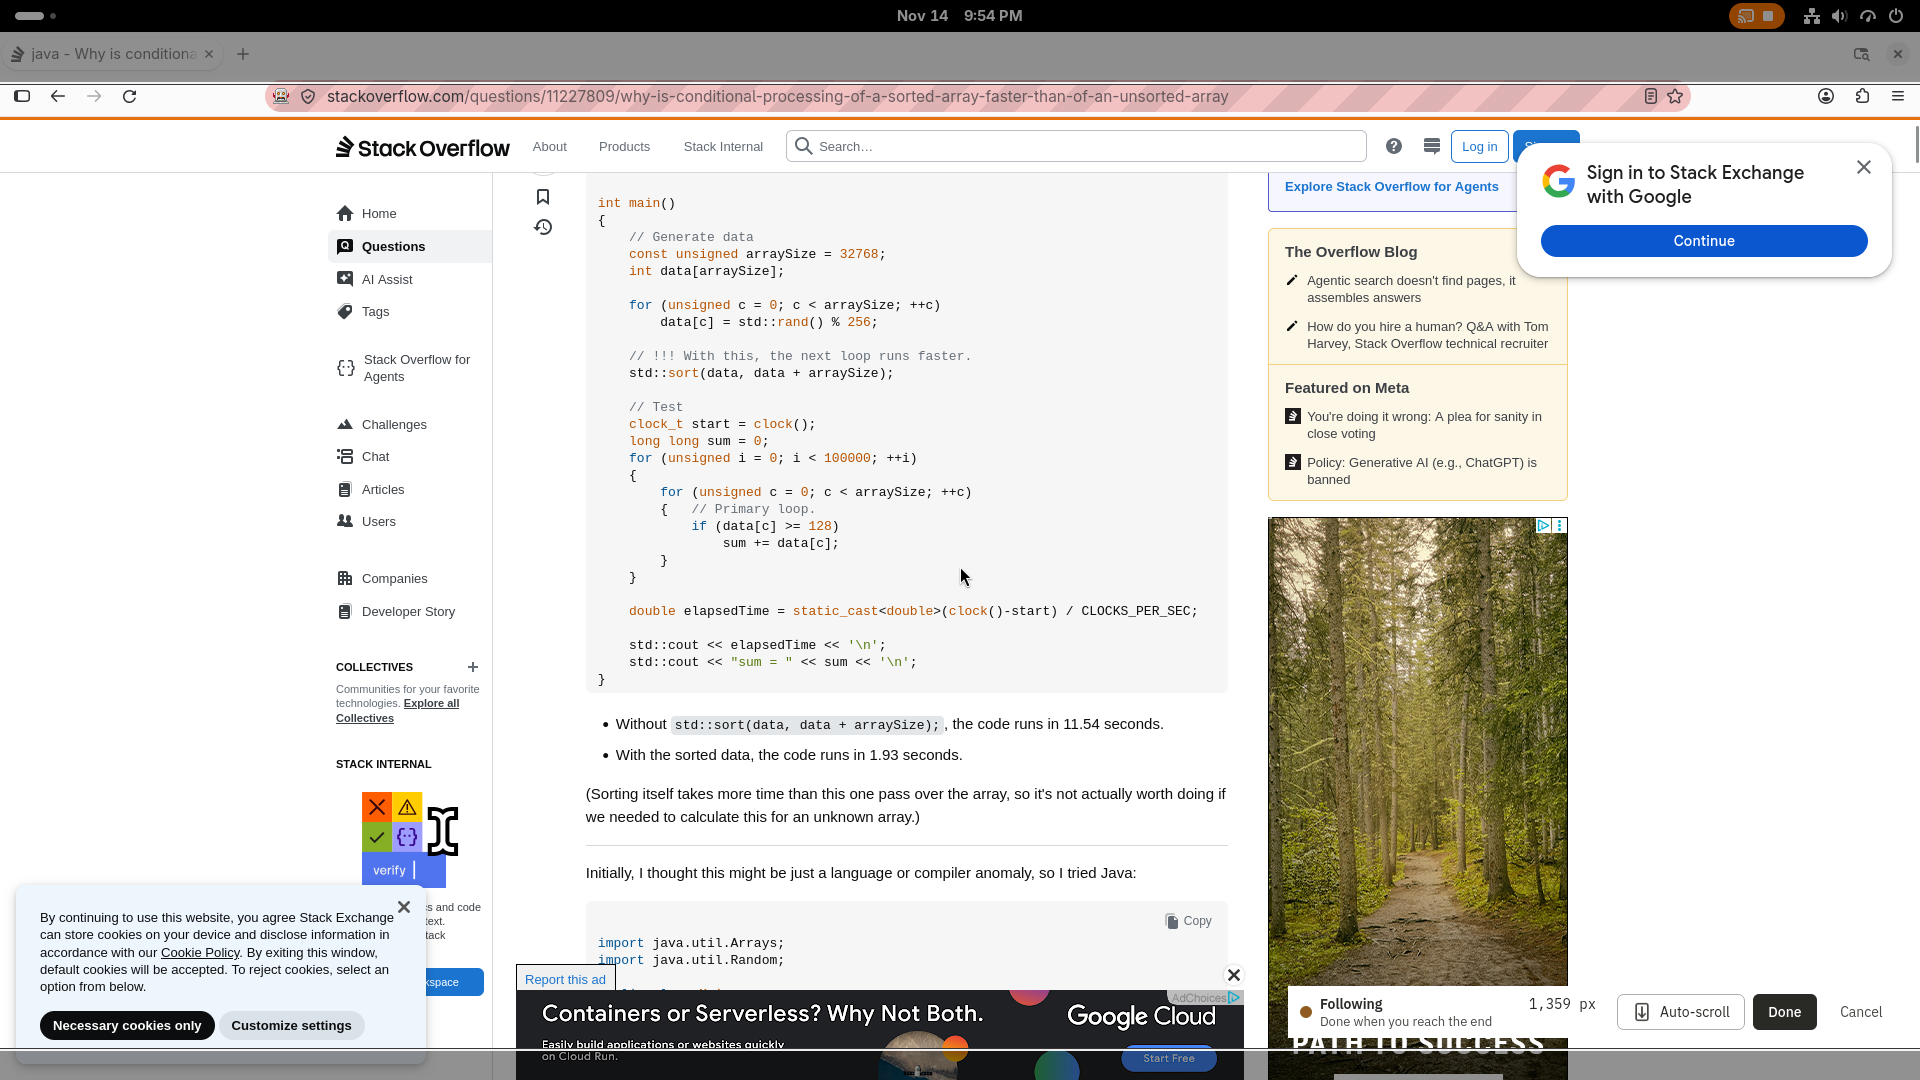 Nov 14 9:54 PM
java - Why is conditiona
stackoverflow.com/questions/11227809/why-is-conditional-processing-of-a-sorted-array-faster-than-of-an-unsorted-array
Stack Overflow
About
Products
Stack Internal
Search…
Log in
Home
Questions
AI Assist
Tags
Stack Overflow for
Agents
Challenges
Chat
Articles
Users
Companies
Developer Story
COLLECTIVES
Communities for your favorite
technologies. Explore all
Collectives
STACK INTERNAL
verify
cs and code
text.
tack
kspace
int main()
{
    // Generate data
    const unsigned arraySize = 32768;
    int data[arraySize];

    for (unsigned c = 0; c < arraySize; ++c)
        data[c] = std::rand() % 256;

    // !!! With this, the next loop runs faster.
    std::sort(data, data + arraySize);

    // Test
    clock_t start = clock();
    long long sum = 0;
    for (unsigned i = 0; i < 100000; ++i)
    {
        for (unsigned c = 0; c < arraySize; ++c)
        {   // Primary loop.
            if (data[c] >= 128)
                sum += data[c];
        }
    }

    double elapsedTime = static_cast<double>(clock()-start) / CLOCKS_PER_SEC;

    std::cout << elapsedTime << '\n';
    std::cout << "sum = " << sum << '\n';
}
• Without std::sort(data, data + arraySize);, the code runs in 11.54 seconds.
• With the sorted data, the code runs in 1.93 seconds.
(Sorting itself takes more time than this one pass over the array, so it's not actually worth doing if
we needed to calculate this for an unknown array.)
Initially, I thought this might be just a language or compiler anomaly, so I tried Java:
Copy
import java.util.Arrays;
import java.util.Random;
Explore Stack Overflow for Agents
The Overflow Blog
Agentic search doesn't find pages, it
assembles answers
How do you hire a human? Q&A with Tom
Harvey, Stack Overflow technical recruiter
Featured on Meta
You're doing it wrong: A plea for sanity in
close voting
Policy: Generative AI (e.g., ChatGPT) is
banned
Sign in to Stack Exchange
with Google
Continue
By continuing to use this website, you agree Stack Exchange
can store cookies on your device and disclose information in
accordance with our Cookie Policy. By exiting this window,
default cookies will be accepted. To reject cookies, select an
option from below.
Necessary cookies only
Customize settings
Report this ad
AdChoices
Containers or Serverless? Why Not Both.
Easily build applications or websites quickly
on Cloud Run.
Google Cloud
Start Free
Following
Done when you reach the end
1,359 px
Auto-scroll
Done
Cancel
PATH TO SUCCESS